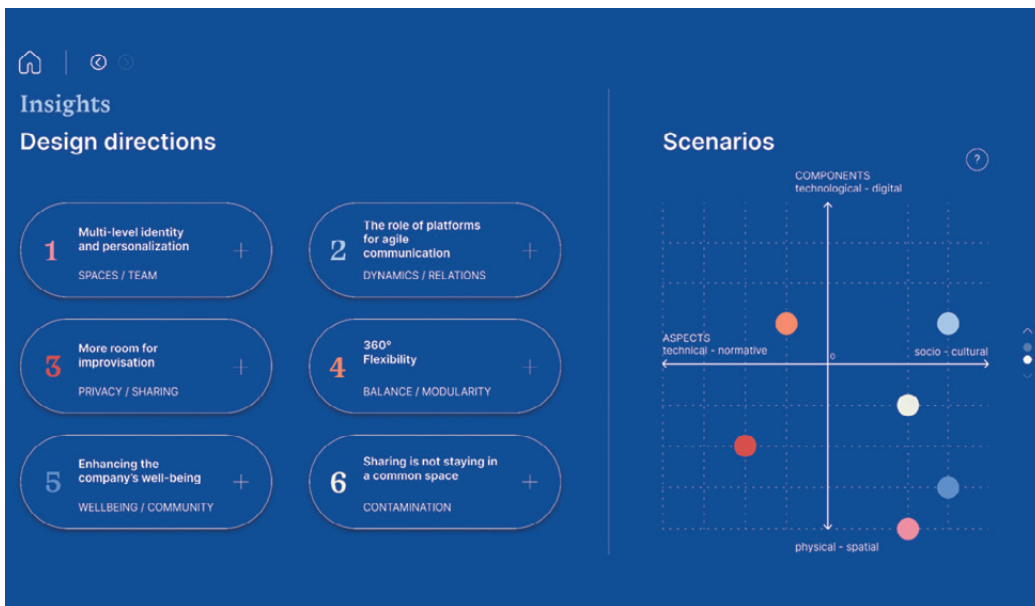 Insights
Design directions
1
Multi-level identity
and personalization
SPACES / TEAM
2
The role of platforms
for agile
communication
DYNAMICS / RELATIONS
3
More room for
improvisation
PRIVACY / SHARING
4
360°
Flexibility
BALANCE / MODULARITY
5
Enhancing the
company's well-being
WELLBEING / COMMUNITY
6
Sharing is not staying in
a common space
CONTAMINATION
Scenarios
?
COMPONENTS
technological - digital
ASPECTS
technical - normative
0
socio - cultural
physical - spatial